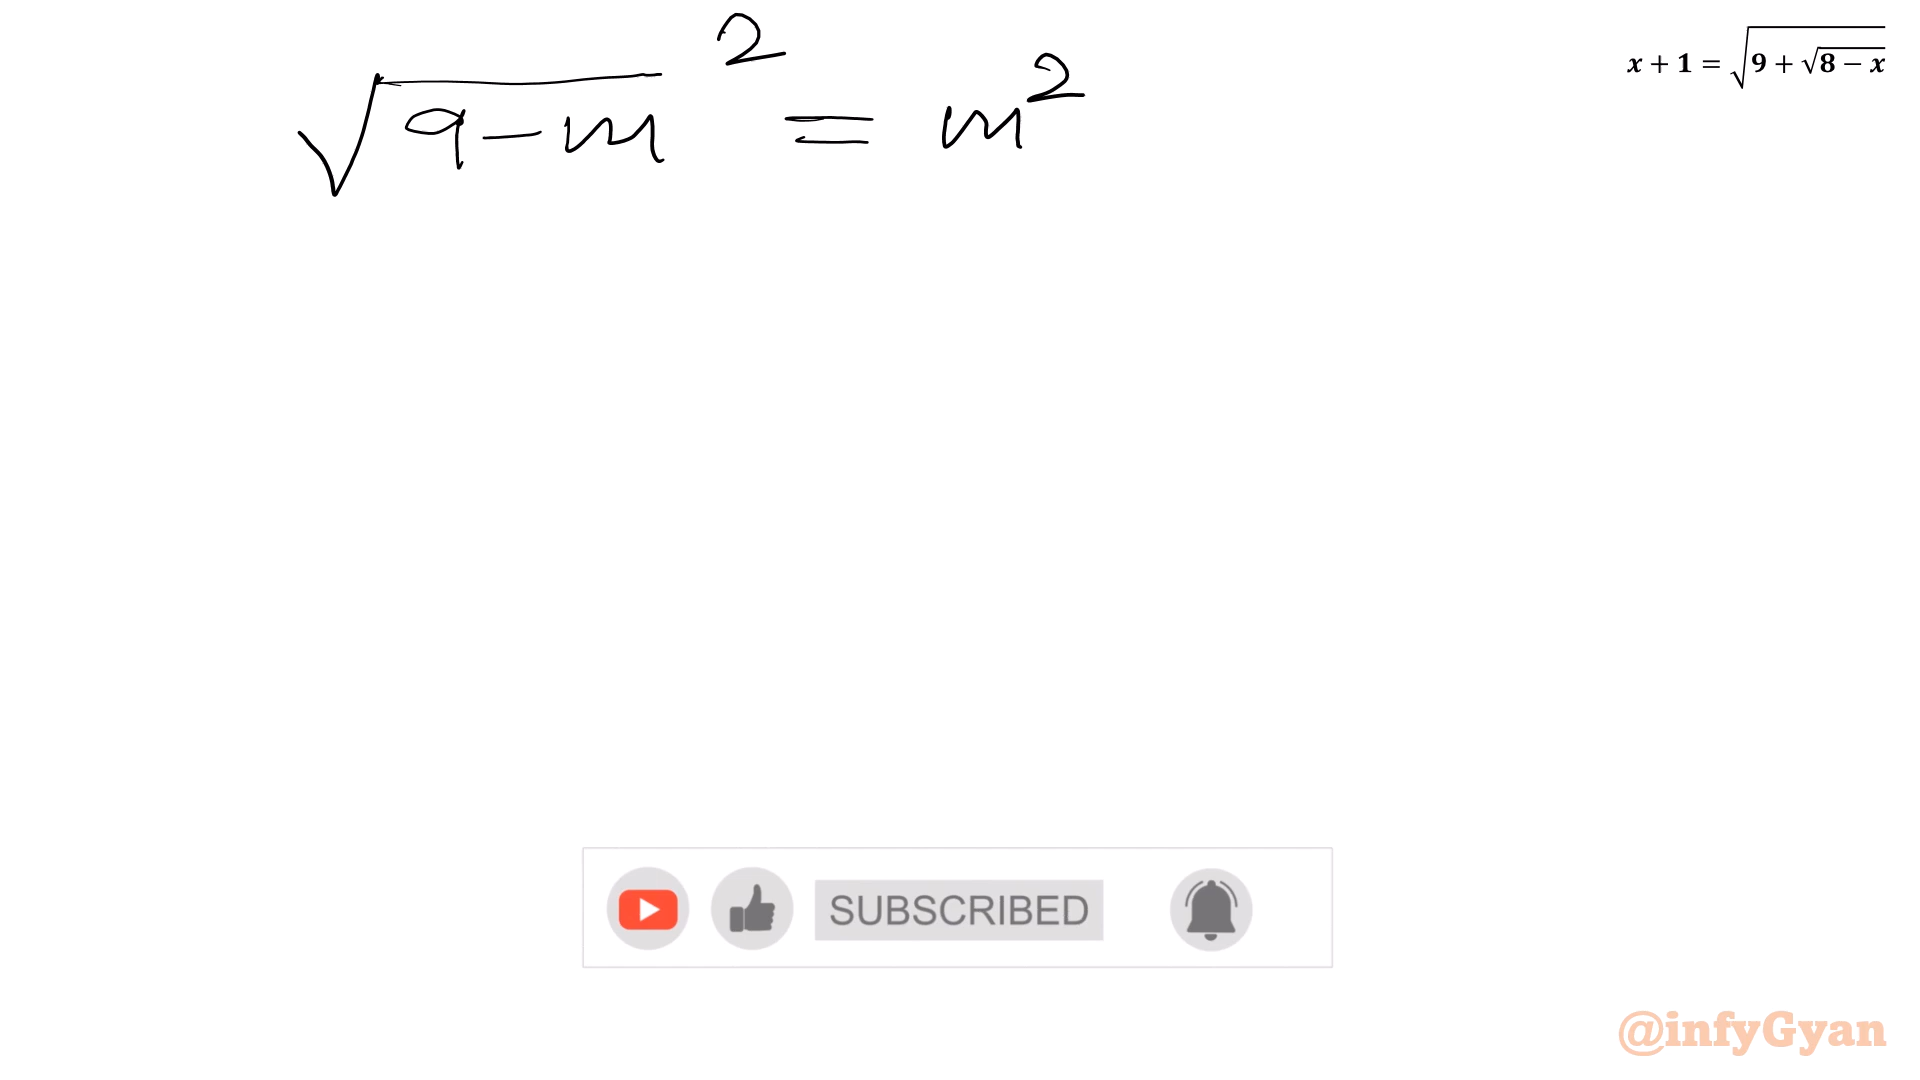 √(9-m)² = m²
x + 1 = √(9 + √(8 − x))
SUBSCRIBED
@infyGyan